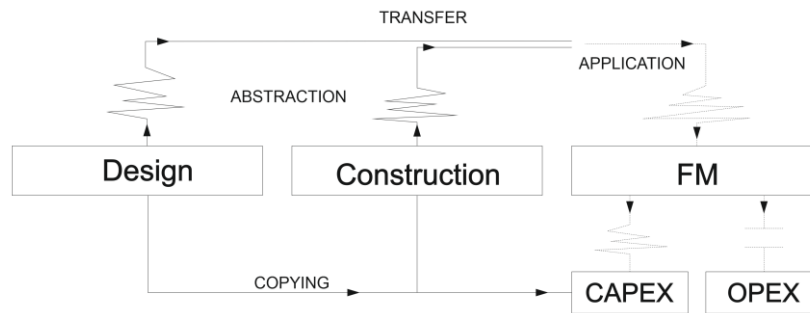 TRANSFER
APPLICATION
ABSTRACTION
Design
Construction
FM
COPYING
CAPEX
OPEX